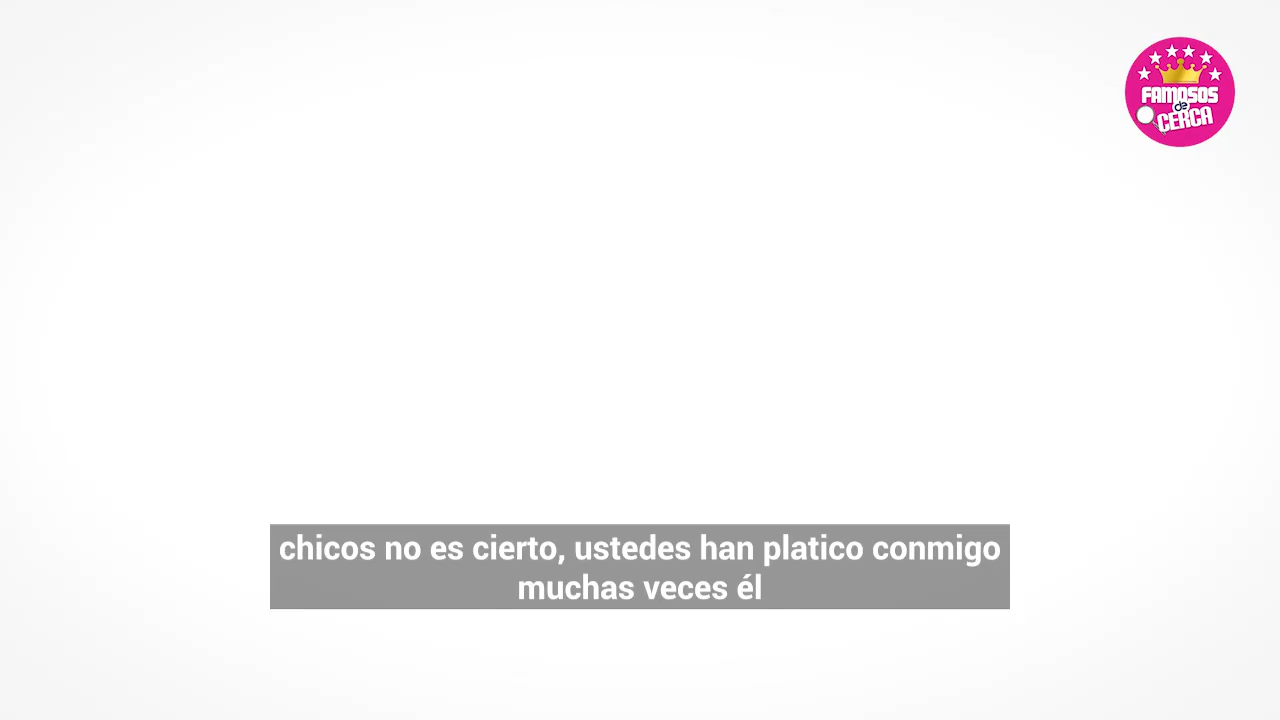 FAMOSOS
de
CERCA
chicos no es cierto, ustedes han platico conmigo
muchas veces él